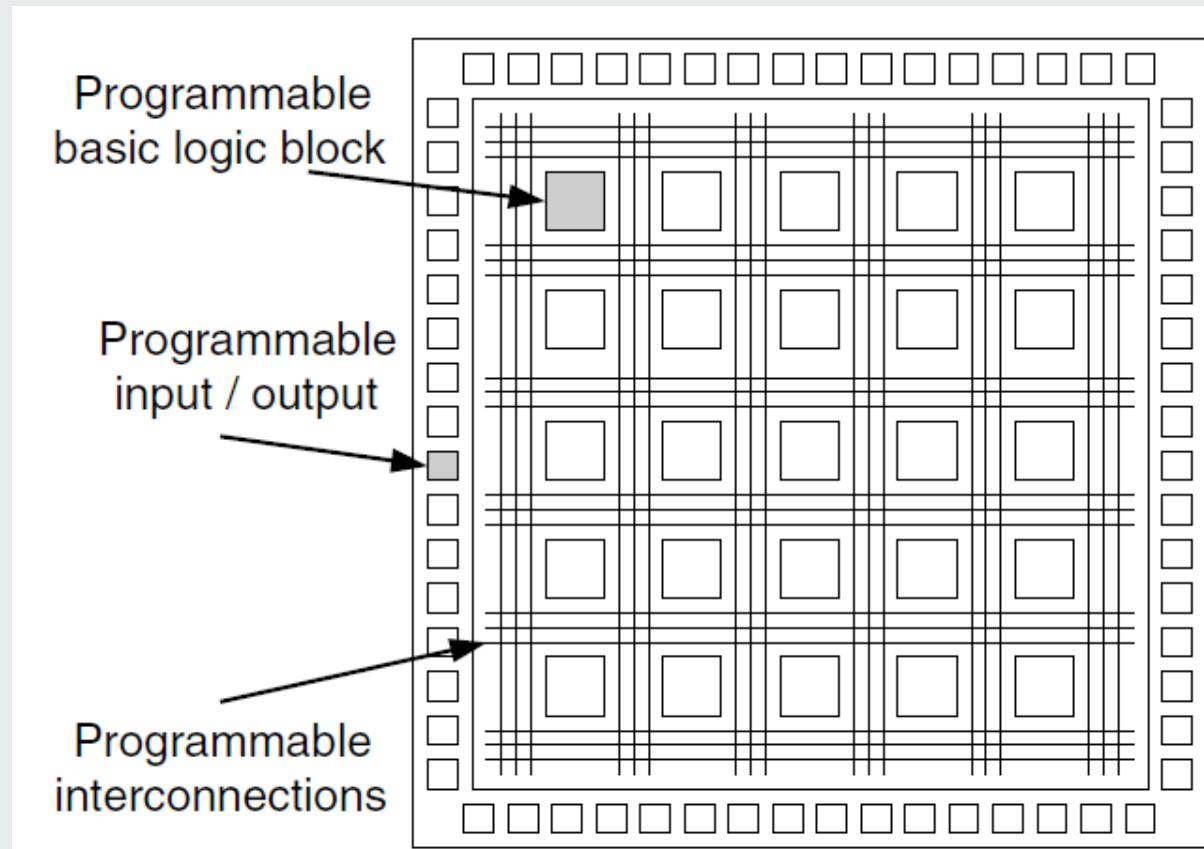 Programmable
basic logic block
Programmable
input / output
Programmable
interconnections